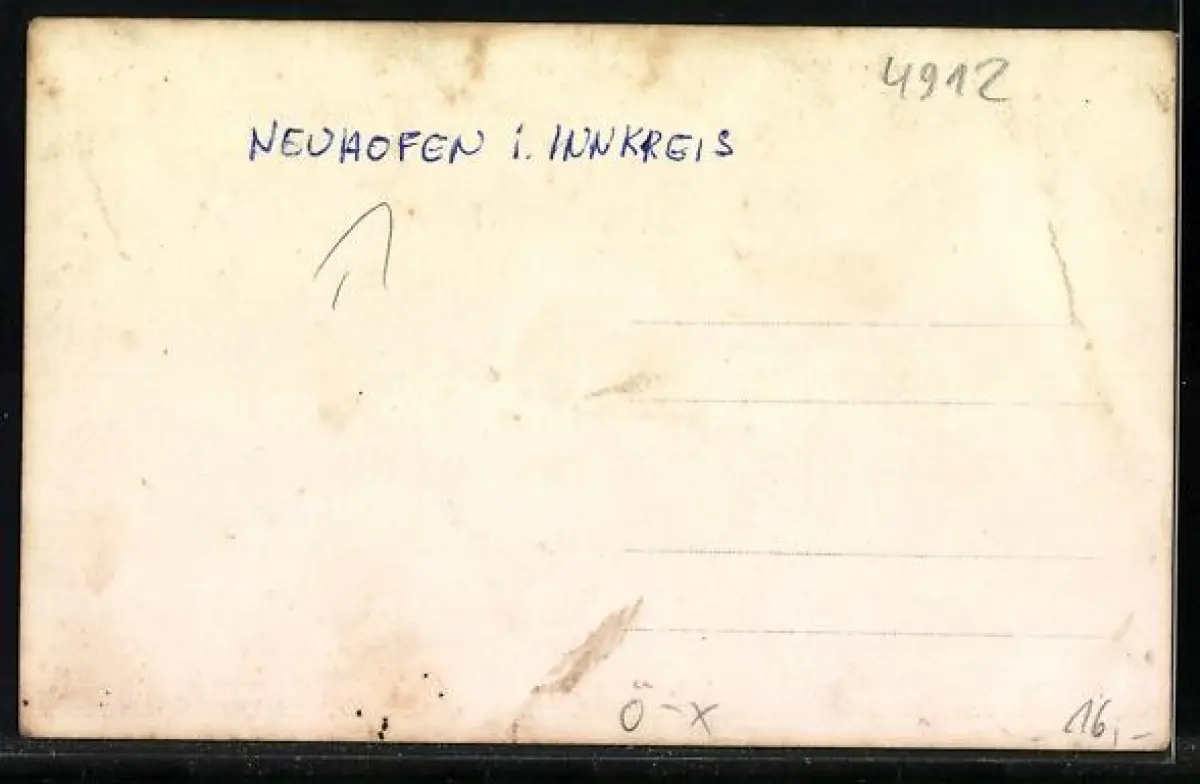 4912
NEUHOFEN i. INNKREIS
Ö-X
16,-